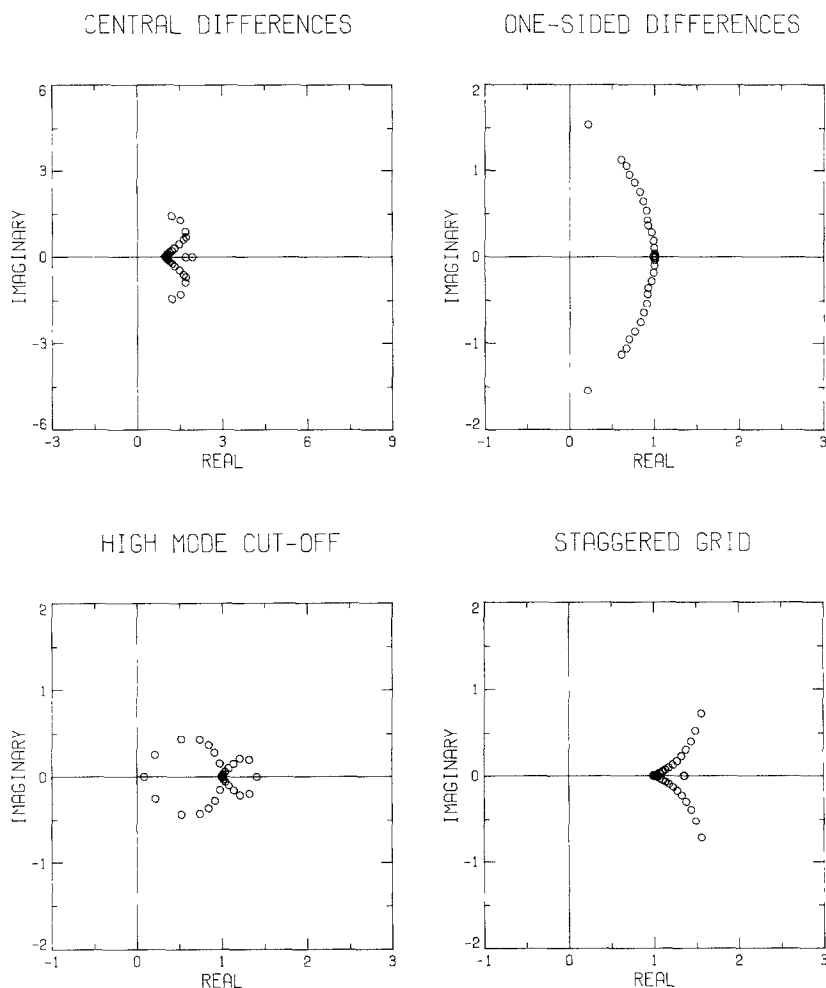 CENTRAL DIFFERENCES
6
3
0
-3
-6
IMAGINARY
-3 0 3 6 9
REAL
ONE-SIDED DIFFERENCES
2
1
0
-1
-2
IMAGINARY
-1 0 1 2 3
REAL
HIGH MODE CUT-OFF
2
1
0
-1
-2
IMAGINARY
-1 0 1 2 3
REAL
STAGGERED GRID
2
1
0
-1
-2
IMAGINARY
-1 0 1 2 3
REAL